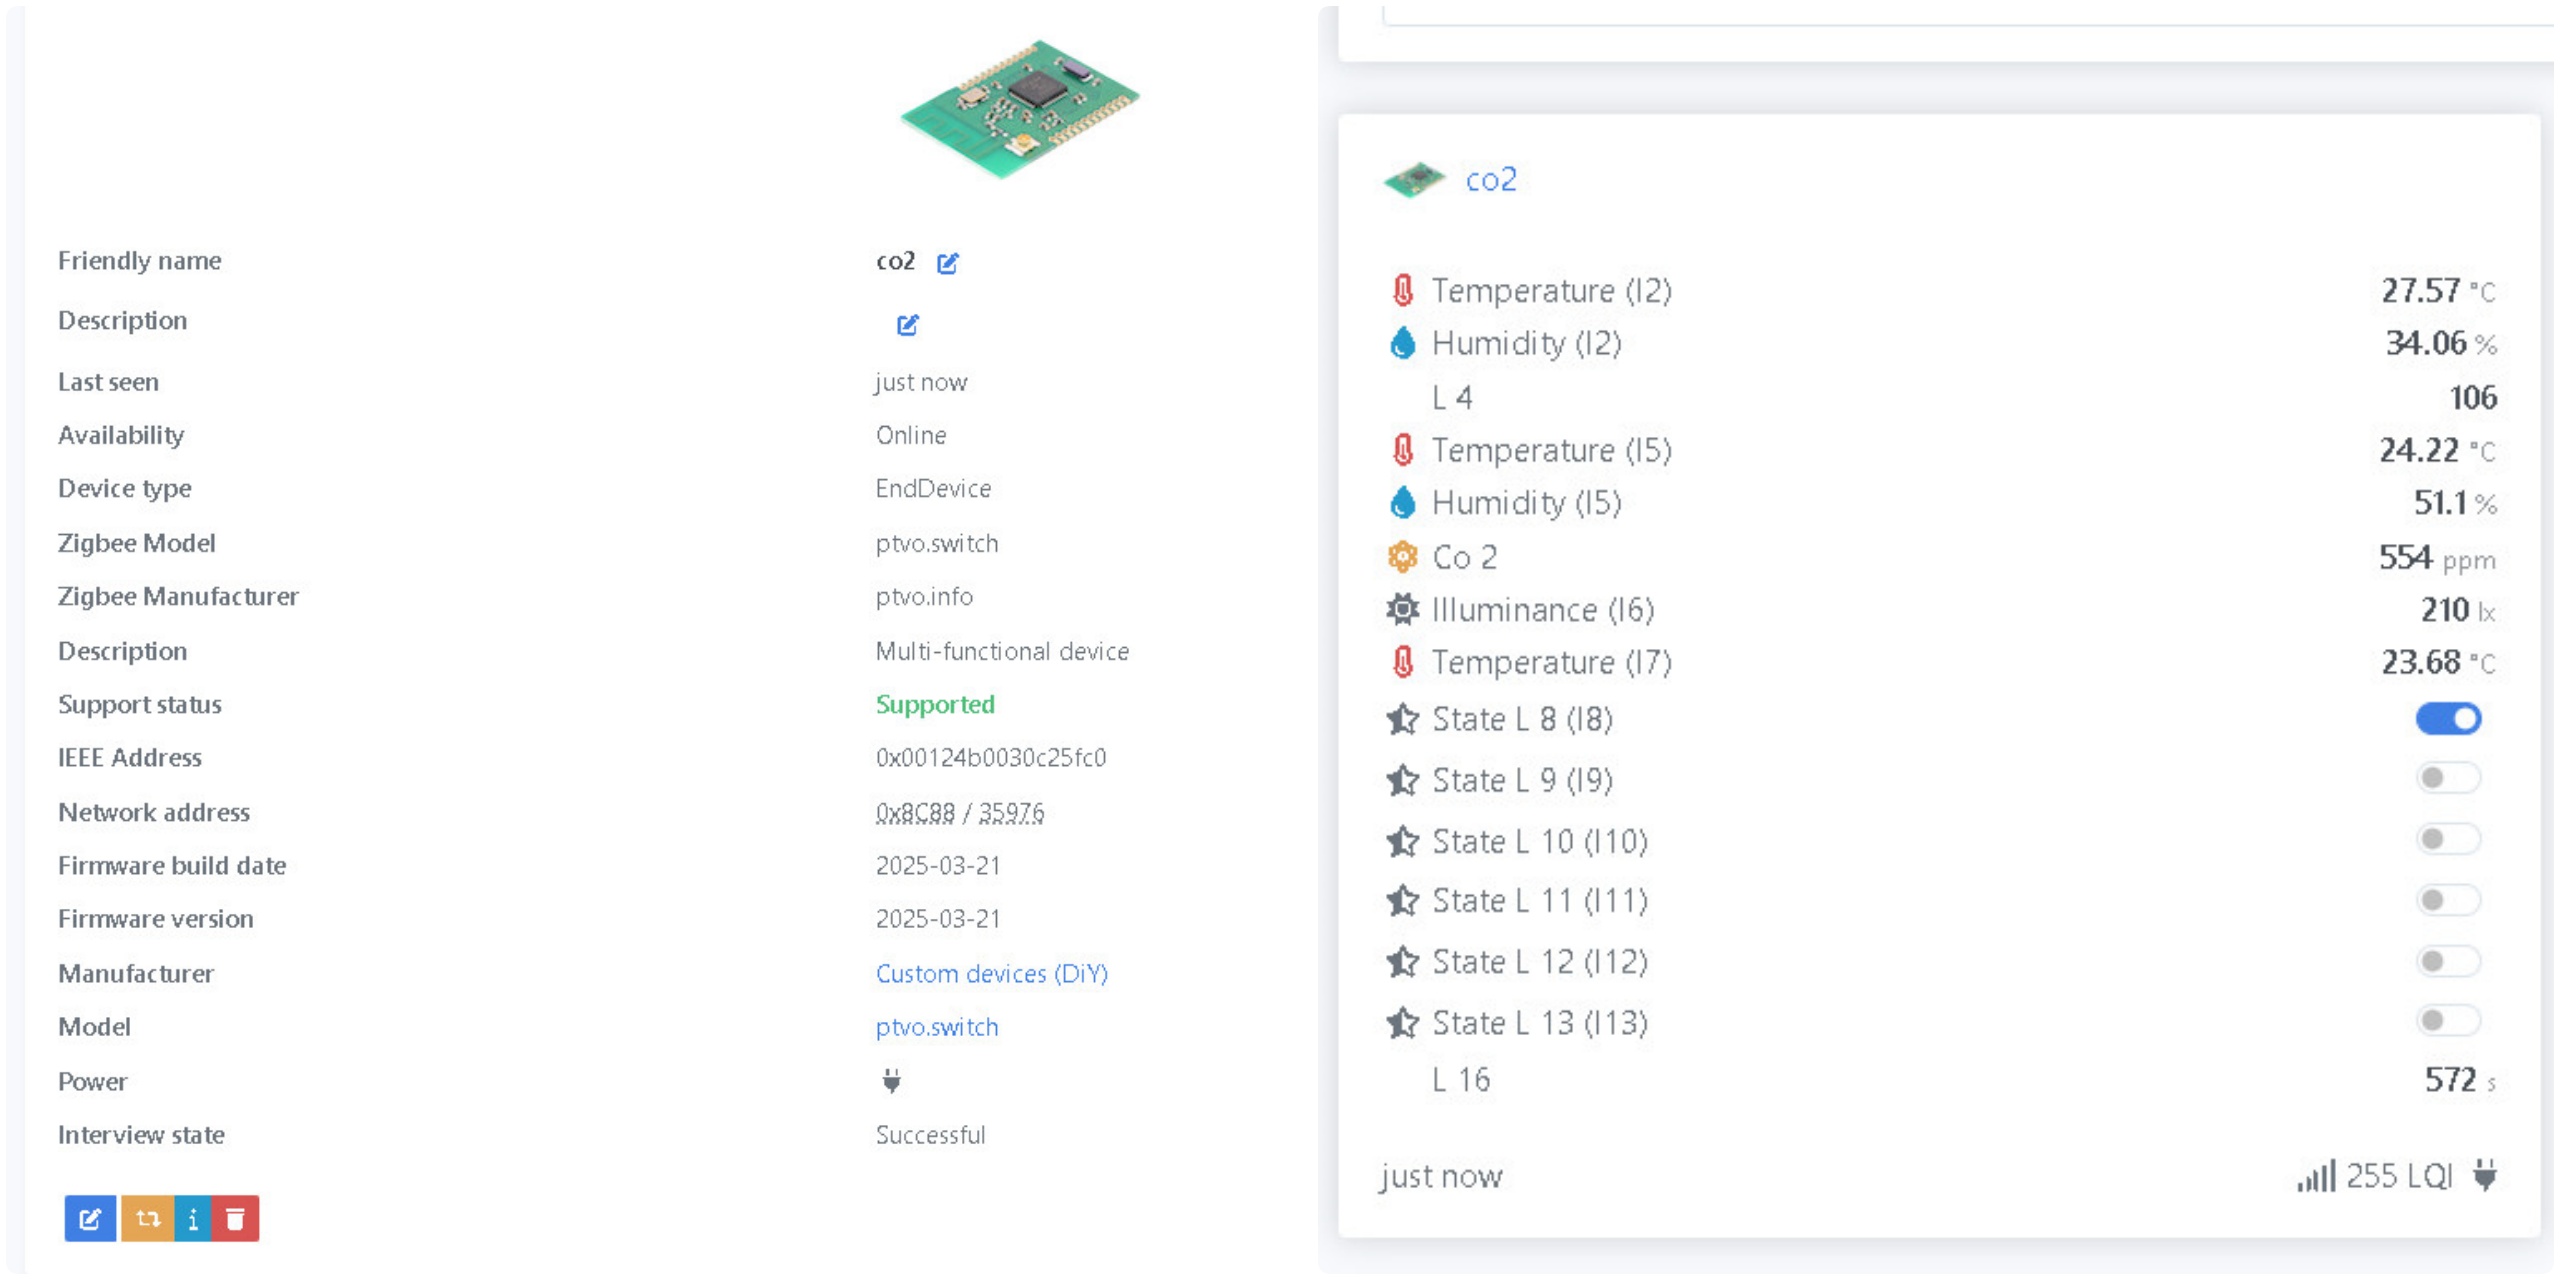 Friendly name co2
Description
Last seen just now
Availability Online
Device type EndDevice
Zigbee Model ptvo.switch
Zigbee Manufacturer ptvo.info
Description Multi-functional device
Support status Supported
IEEE Address 0x00124b0030c25fc0
Network address 0x8C88 / 35976
Firmware build date 2025-03-21
Firmware version 2025-03-21
Manufacturer Custom devices (DiY)
Model ptvo.switch
Power
Interview state Successful
co2
Temperature (l2) 27.57 °C
Humidity (l2) 34.06 %
L 4 106
Temperature (l5) 24.22 °C
Humidity (l5) 51.1 %
Co 2 554 ppm
Illuminance (l6) 210 lx
Temperature (l7) 23.68 °C
State L 8 (l8)
State L 9 (l9)
State L 10 (l10)
State L 11 (l11)
State L 12 (l12)
State L 13 (l13)
L 16 572 s
just now 255 LQI